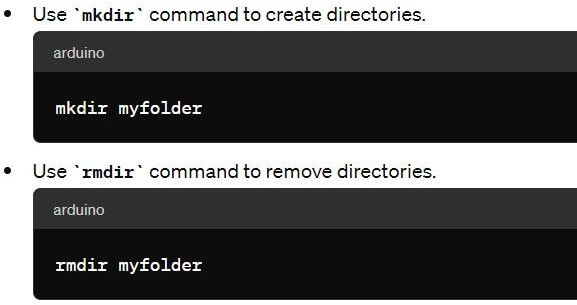 Use `mkdir` command to create directories.
arduino
mkdir myfolder
Use `rmdir` command to remove directories.
arduino
rmdir myfolder